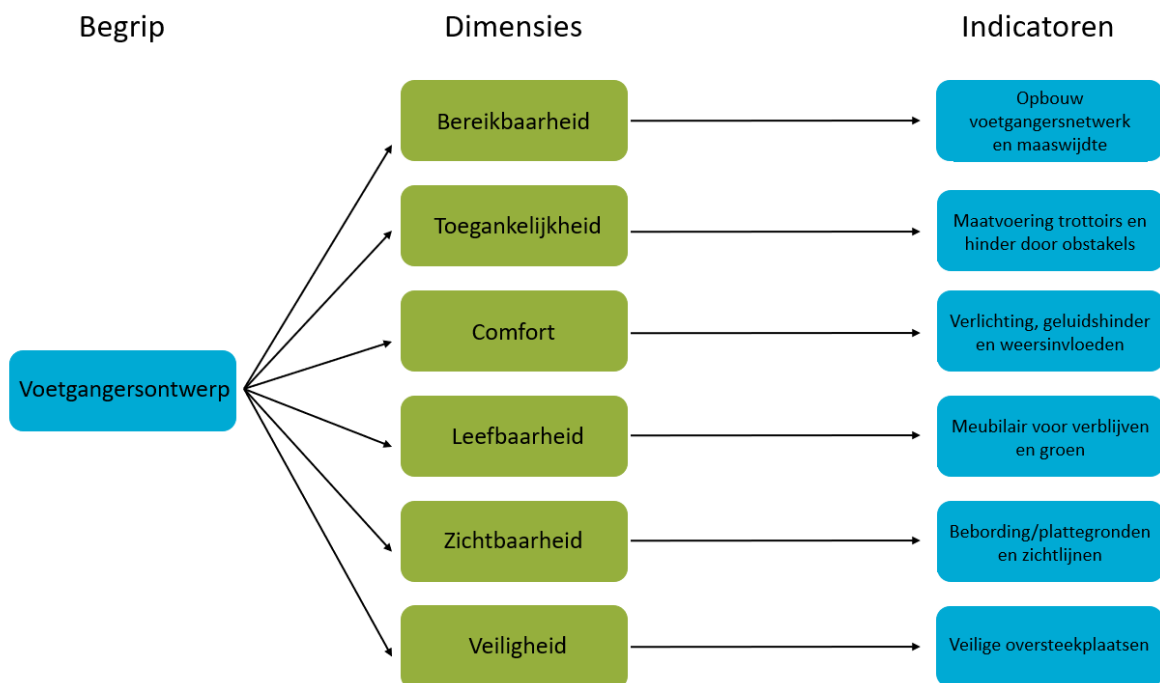 Begrip
Dimensies
Indicatoren
Voetgangersontwerp
Bereikbaarheid
Opbouw
voetgangersnetwerk
en maaswijdte
Toegankelijkheid
Maatvoering trottoirs en
hinder door obstakels
Comfort
Verlichting, geluidshinder
en weersinvloeden
Leefbaarheid
Meubilair voor verblijven
en groen
Zichtbaarheid
Bebording/plattegronden
en zichtlijnen
Veiligheid
Veilige oversteekplaatsen